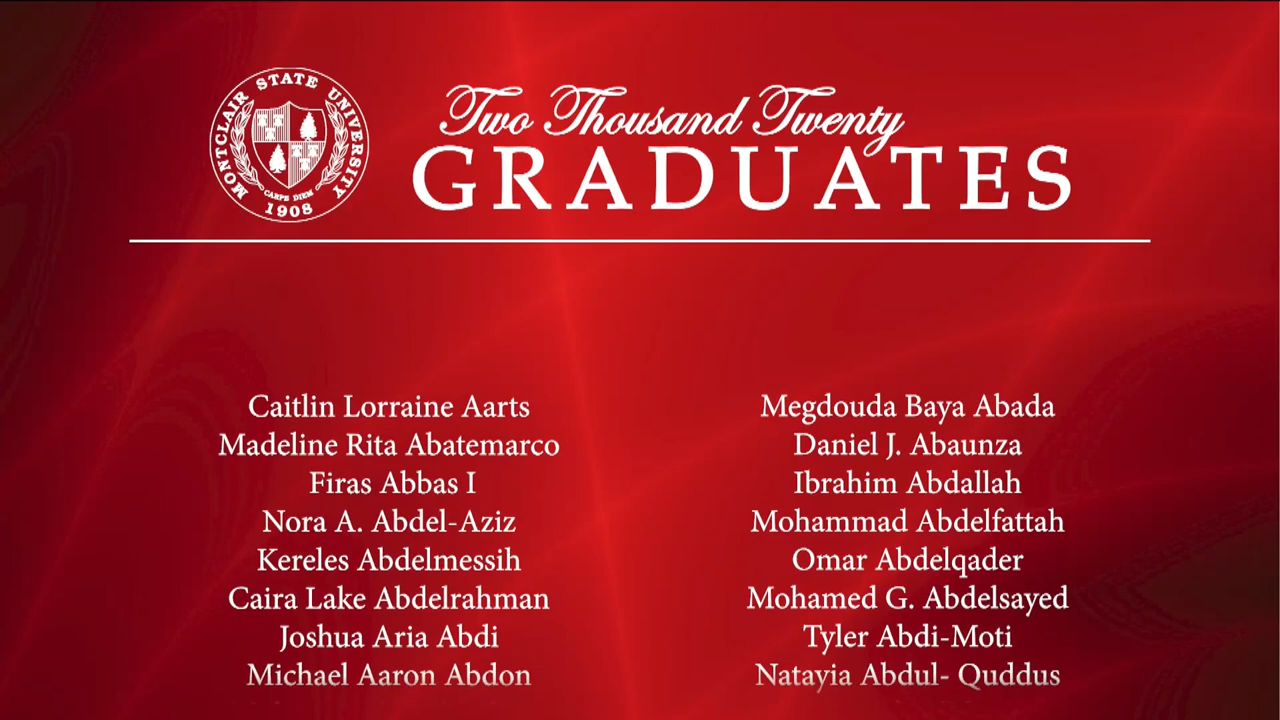 MONTCLAIR STATE UNIVERSITY
CARPE DIEM
1908
Two Thousand Twenty
GRADUATES
Caitlin Lorraine Aarts
Megdouda Baya Abada
Madeline Rita Abatemarco
Daniel J. Abaunza
Firas Abbas I
Ibrahim Abdallah
Nora A. Abdel-Aziz
Mohammad Abdelfattah
Kereles Abdelmessih
Omar Abdelqader
Caira Lake Abdelrahman
Mohamed G. Abdelsayed
Joshua Aria Abdi
Tyler Abdi-Moti
Michael Aaron Abdon
Natayia Abdul- Quddus